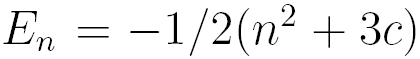 $E_n = -1/2(n^2 + 3c)$